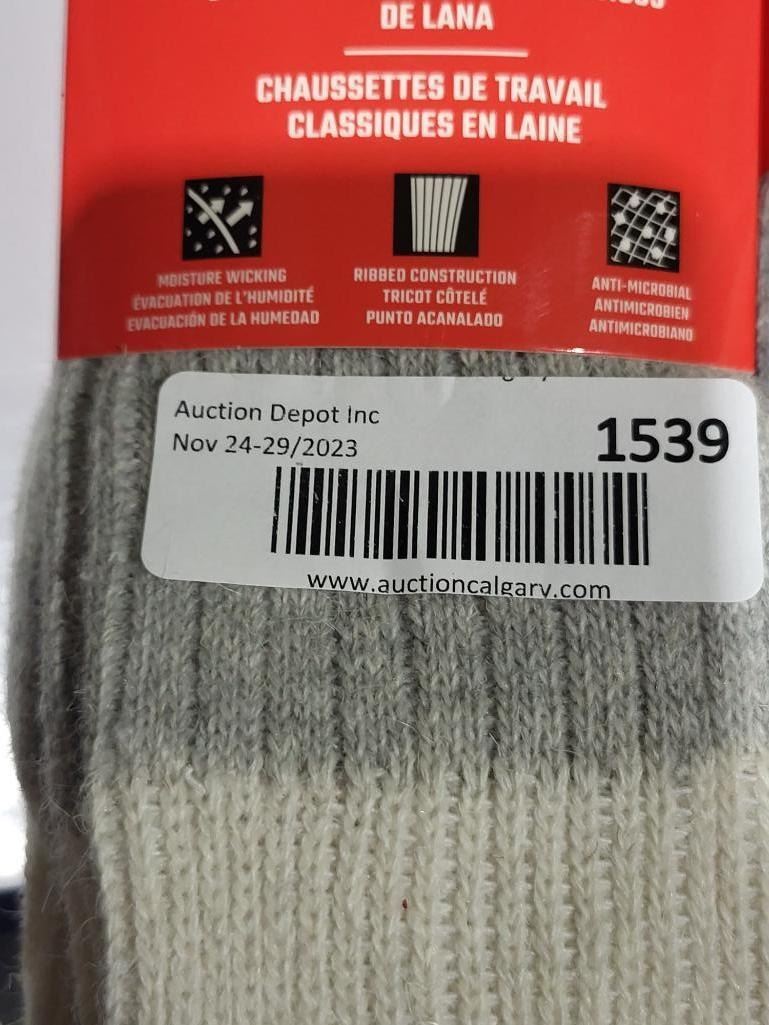 DE LANA
CHAUSSETTES DE TRAVAIL
CLASSIQUES EN LAINE
MOISTURE WICKING
ÉVACUATION DE L'HUMIDITÉ
EVACUACIÓN DE LA HUMEDAD
RIBBED CONSTRUCTION
TRICOT CÔTELÉ
PUNTO ACANALADO
ANTI-MICROBIAL
ANTIMICROBIEN
ANTIMICROBIANO
Auction Depot Inc
Nov 24-29/2023
1539
www.auctioncalgary.com